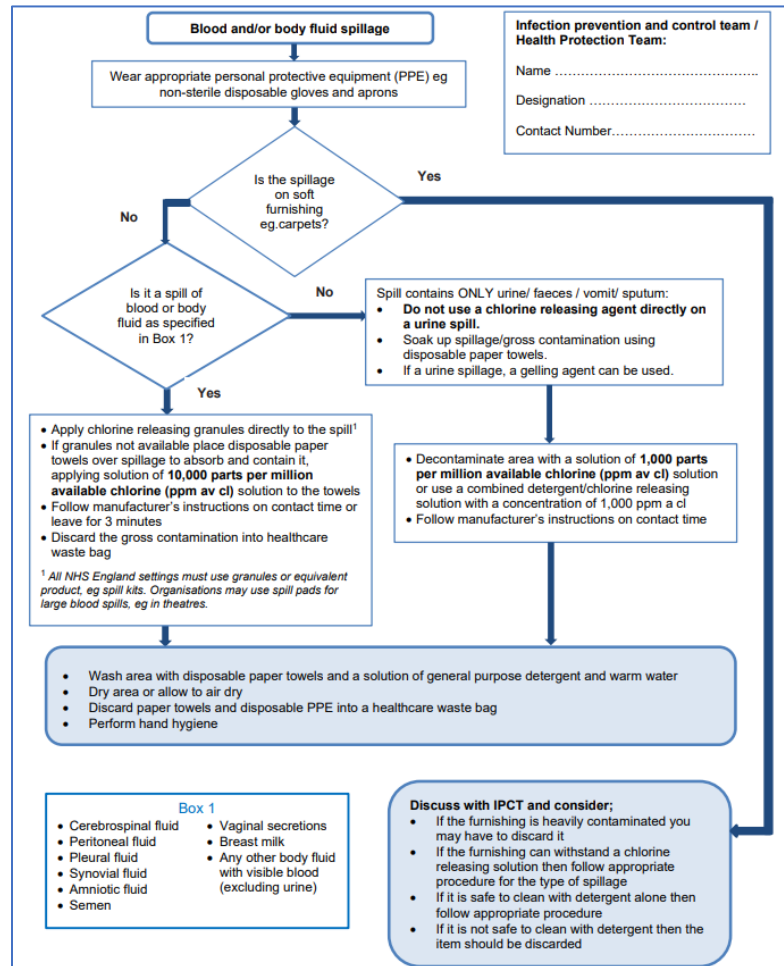 Blood and/or body fluid spillage
Infection prevention and control team /
Health Protection Team:
Name …………………………………………..
Designation ………………………………
Contact Number……………………………
Wear appropriate personal protective equipment (PPE) eg
non-sterile disposable gloves and aprons
Is the spillage
on soft
furnishing
eg.carpets?
Yes
No
Is it a spill of
blood or body
fluid as specified
in Box 1?
No
Yes
Spill contains ONLY urine/ faeces / vomit/ sputum:
• Do not use a chlorine releasing agent directly on
a urine spill.
• Soak up spillage/gross contamination using
disposable paper towels.
• If a urine spillage, a gelling agent can be used.
• Apply chlorine releasing granules directly to the spill¹
• If granules not available place disposable paper
towels over spillage to absorb and contain it,
applying solution of 10,000 parts per million
available chlorine (ppm av cl) solution to the towels
• Follow manufacturer's instructions on contact time or
leave for 3 minutes
• Discard the gross contamination into healthcare
waste bag
¹ All NHS England settings must use granules or equivalent
product, eg spill kits. Organisations may use spill pads for
large blood spills, eg in theatres.
• Decontaminate area with a solution of 1,000 parts
per million available chlorine (ppm av cl) solution
or use a combined detergent/chlorine releasing
solution with a concentration of 1,000 ppm a cl
• Follow manufacturer's instructions on contact time
• Wash area with disposable paper towels and a solution of general purpose detergent and warm water
• Dry area or allow to air dry
• Discard paper towels and disposable PPE into a healthcare waste bag
• Perform hand hygiene
Box 1
• Cerebrospinal fluid
• Peritoneal fluid
• Pleural fluid
• Synovial fluid
• Amniotic fluid
• Semen
• Vaginal secretions
• Breast milk
• Any other body fluid
with visible blood
(excluding urine)
Discuss with IPCT and consider;
• If the furnishing is heavily contaminated you
may have to discard it
• If the furnishing can withstand a chlorine
releasing solution then follow appropriate
procedure for the type of spillage
• If it is safe to clean with detergent alone then
follow appropriate procedure
• If it is not safe to clean with detergent then the
item should be discarded